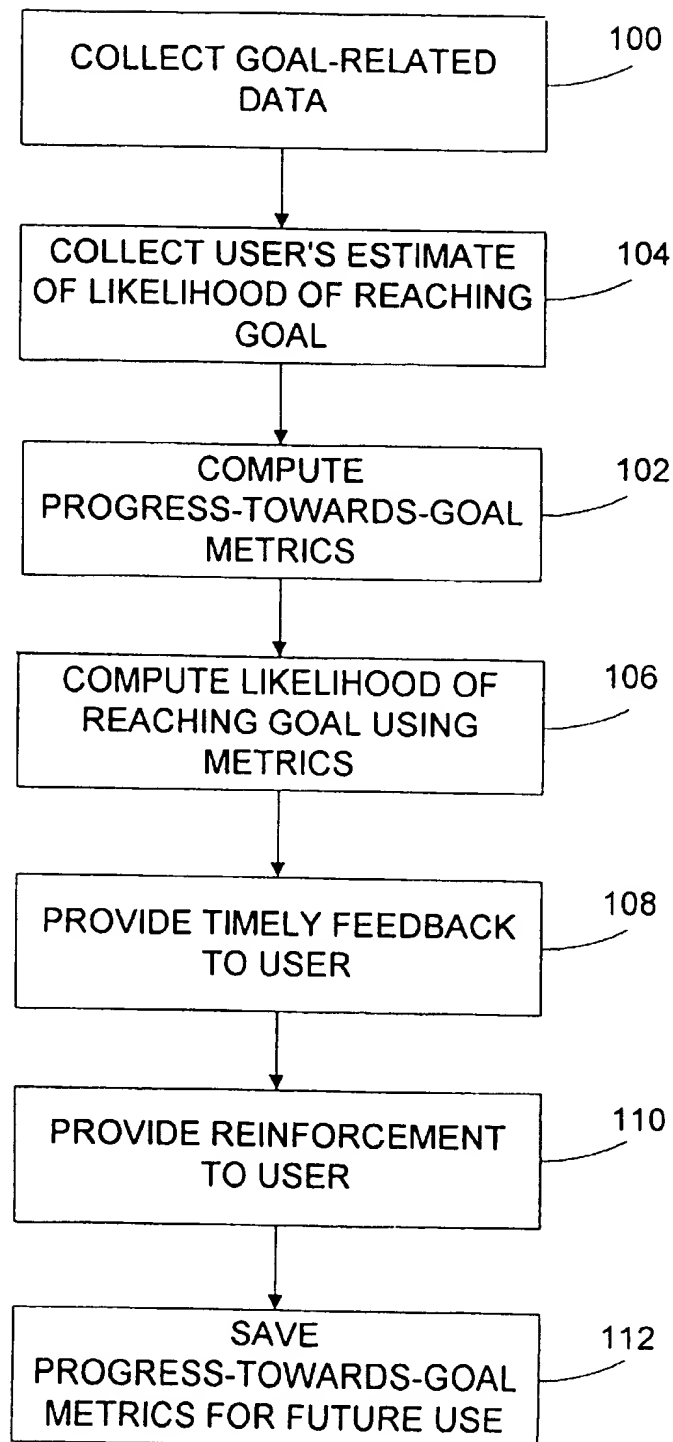 COLLECT GOAL-RELATED
DATA
100
COLLECT USER'S ESTIMATE
OF LIKELIHOOD OF REACHING
GOAL
104
COMPUTE
PROGRESS-TOWARDS-GOAL
METRICS
102
COMPUTE LIKELIHOOD OF
REACHING GOAL USING
METRICS
106
PROVIDE TIMELY FEEDBACK
TO USER
108
PROVIDE REINFORCEMENT
TO USER
110
SAVE
PROGRESS-TOWARDS-GOAL
METRICS FOR FUTURE USE
112